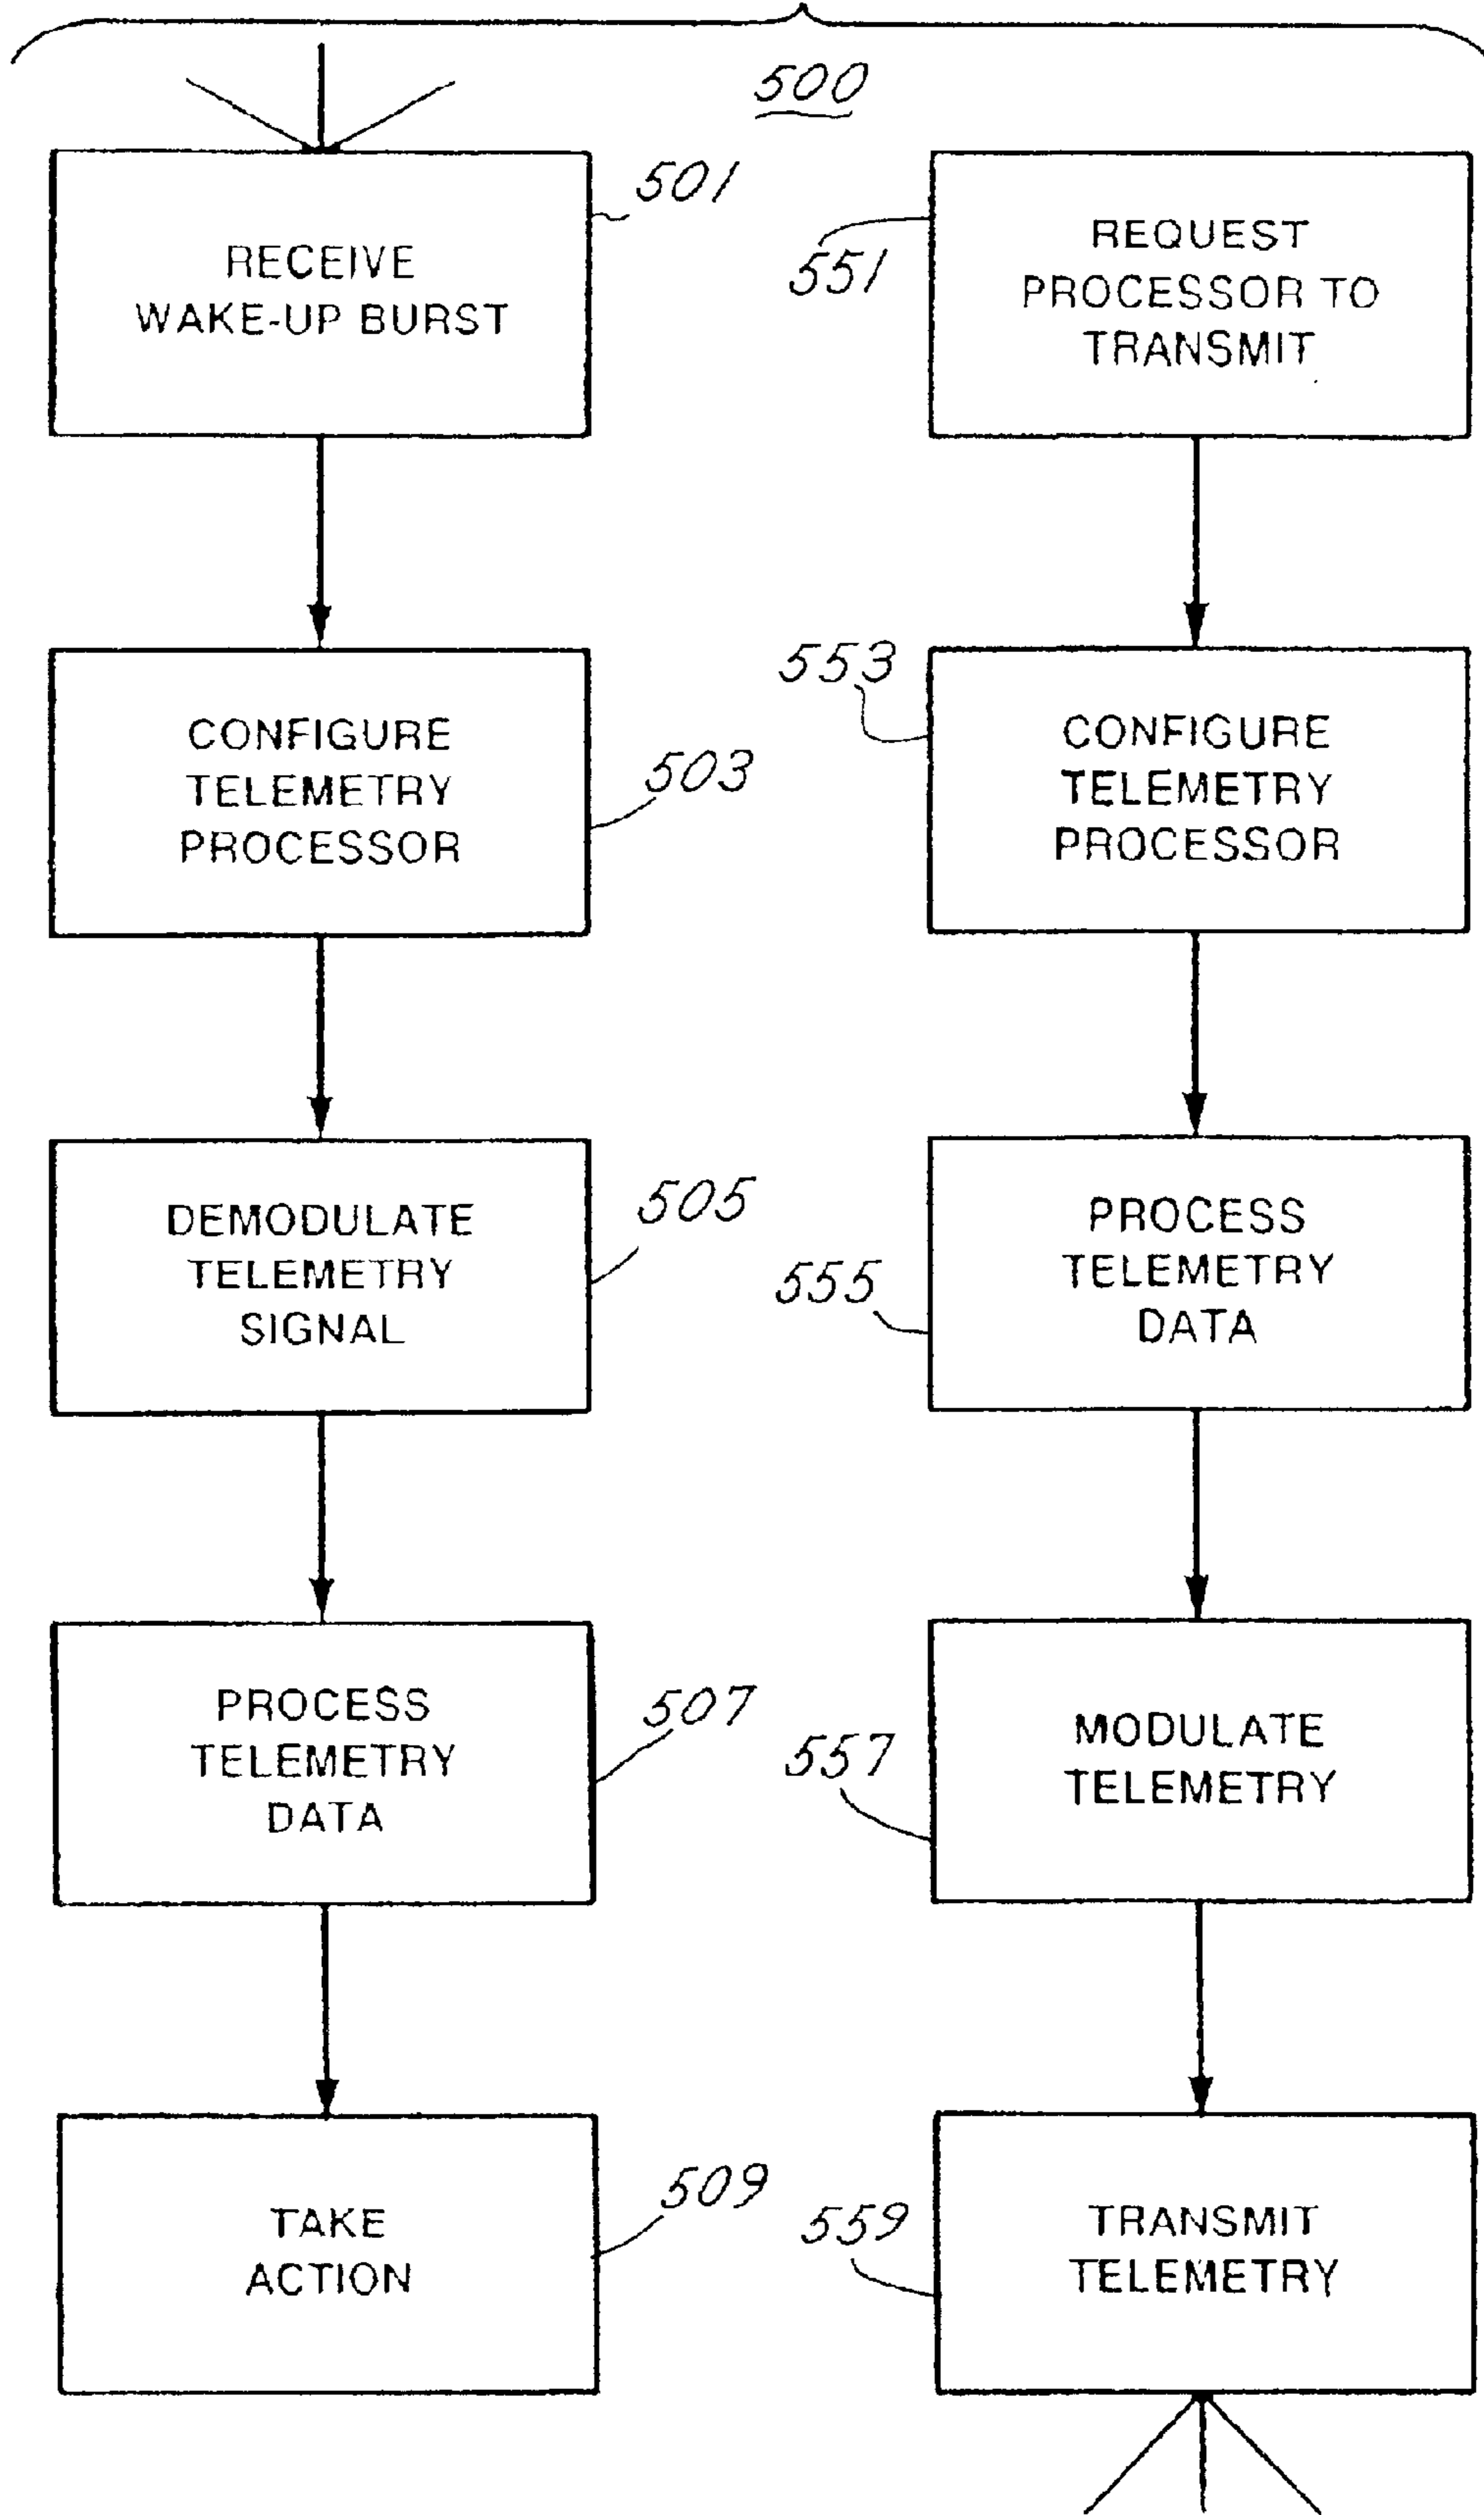 500
501
RECEIVE
WAKE-UP BURST
551
REQUEST
PROCESSOR TO
TRANSMIT
503
CONFIGURE
TELEMETRY
PROCESSOR
553
CONFIGURE
TELEMETRY
PROCESSOR
505
DEMODULATE
TELEMETRY
SIGNAL
555
PROCESS
TELEMETRY
DATA
507
PROCESS
TELEMETRY
DATA
557
MODULATE
TELEMETRY
509
TAKE
ACTION
559
TRANSMIT
TELEMETRY